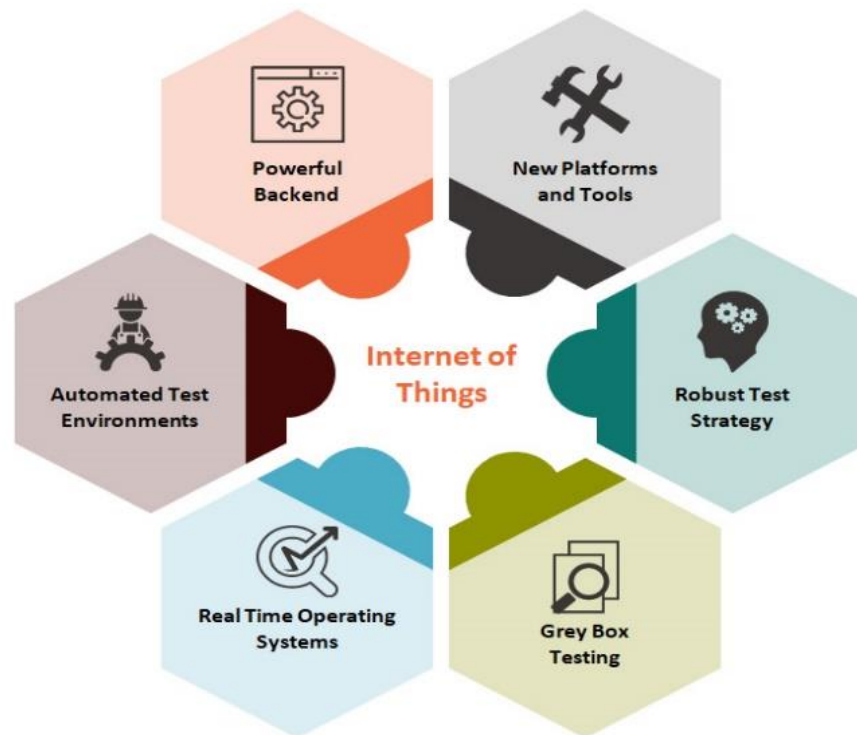 Powerful
Backend
New Platforms
and Tools
Automated Test
Environments
Internet of
Things
Robust Test
Strategy
Real Time Operating
Systems
Grey Box
Testing